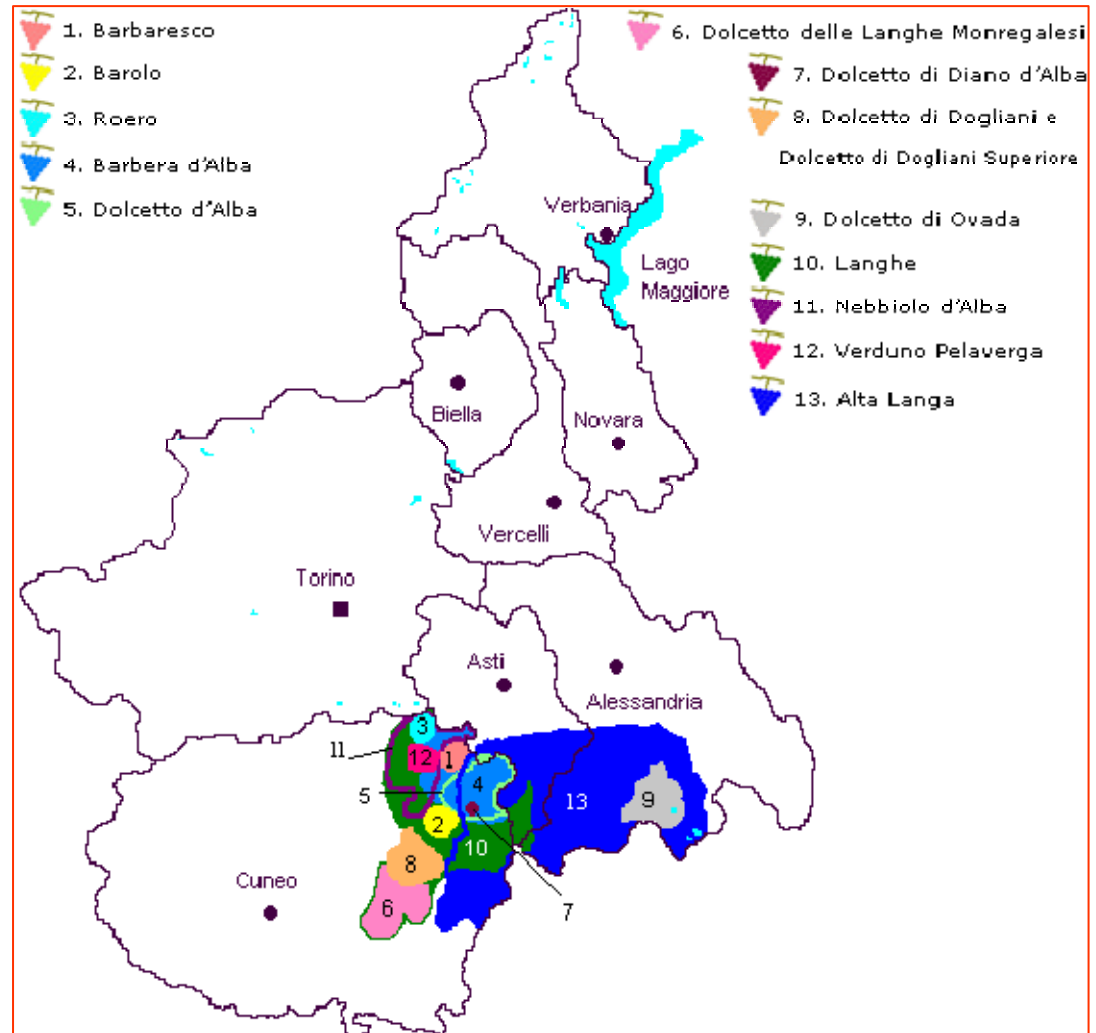 1. Barbaresco
2. Barolo
3. Roero
4. Barbera d'Alba
5. Dolcetto d'Alba
6. Dolcetto delle Langhe Monregalesi
7. Dolcetto di Diano d'Alba
8. Dolcetto di Dogliani e
Dolcetto di Dogliani Superiore
9. Dolcetto di Ovada
10. Langhe
11. Nebbiolo d'Alba
12. Verduno Pelaverga
13. Alta Langa
Verbania
Lago
Maggiore
Biella
Novara
Vercelli
Torino
Asti
Alessandria
Cuneo
3
11
12
1
5
4
13
9
2
10
8
6
7